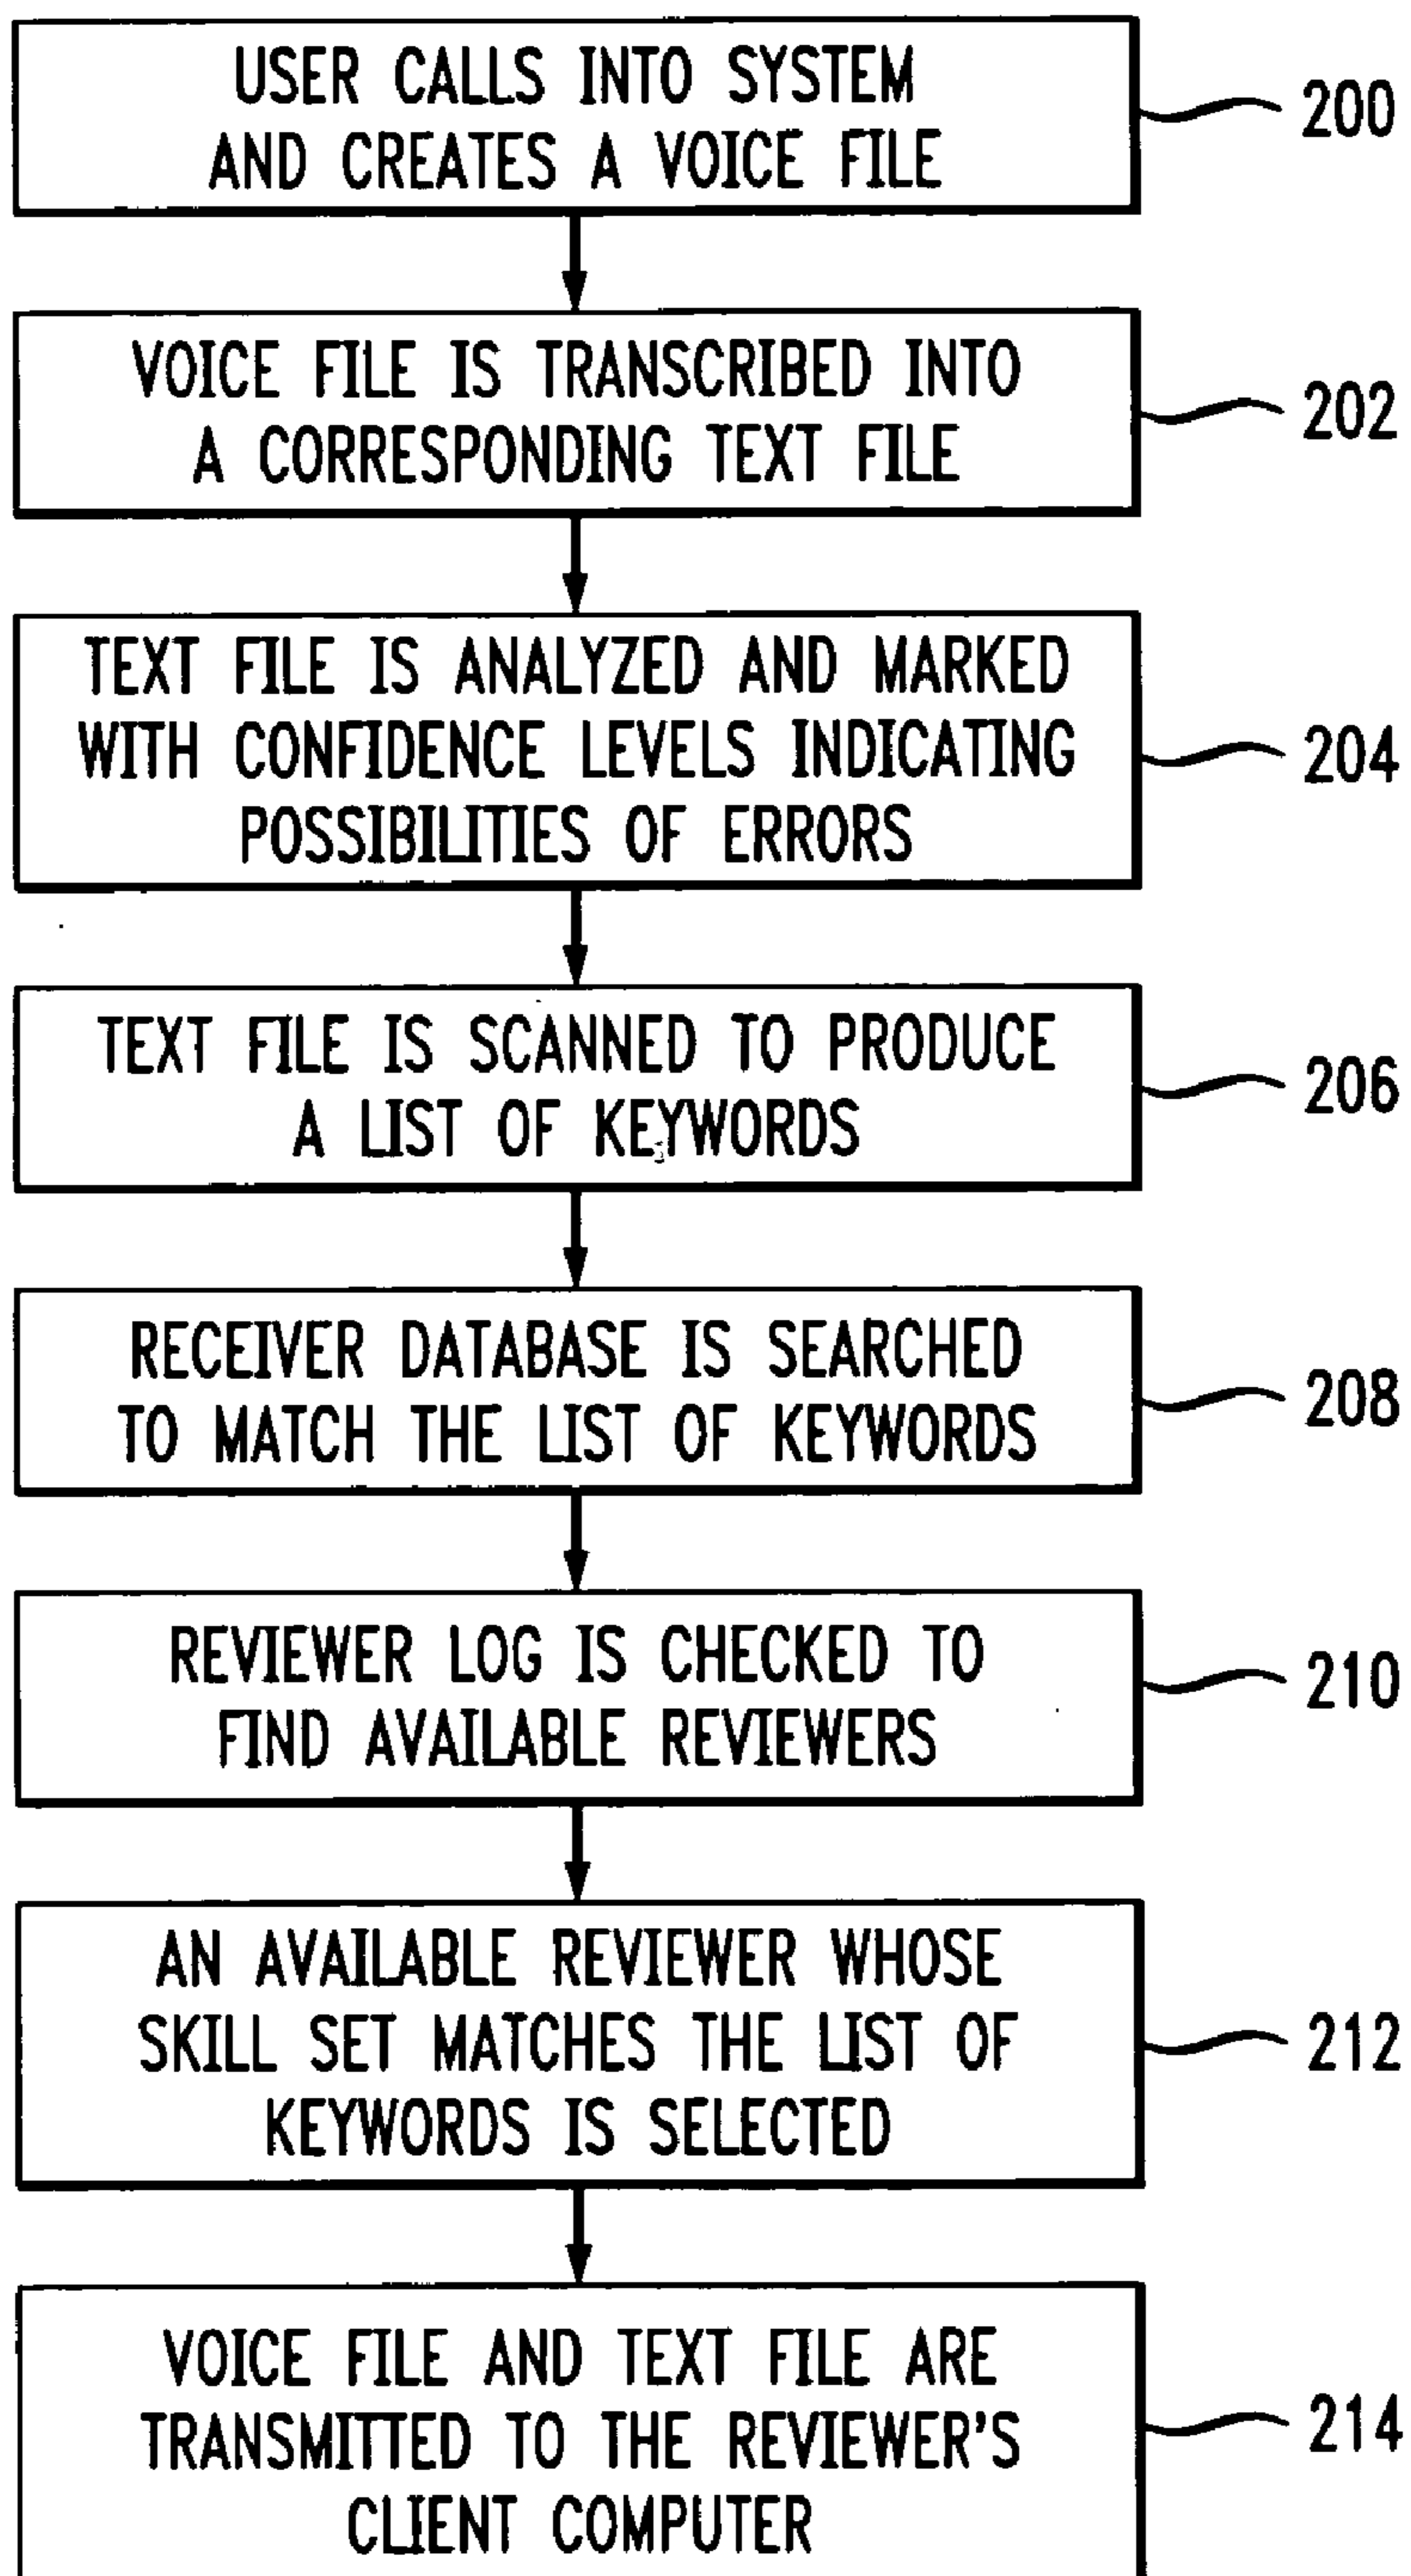 USER CALLS INTO SYSTEM
AND CREATES A VOICE FILE
200
VOICE FILE IS TRANSCRIBED INTO
A CORRESPONDING TEXT FILE
202
TEXT FILE IS ANALYZED AND MARKED
WITH CONFIDENCE LEVELS INDICATING
POSSIBILITIES OF ERRORS
204
TEXT FILE IS SCANNED TO PRODUCE
A LIST OF KEYWORDS
206
RECEIVER DATABASE IS SEARCHED
TO MATCH THE LIST OF KEYWORDS
208
REVIEWER LOG IS CHECKED TO
FIND AVAILABLE REVIEWERS
210
AN AVAILABLE REVIEWER WHOSE
SKILL SET MATCHES THE LIST OF
KEYWORDS IS SELECTED
212
VOICE FILE AND TEXT FILE ARE
TRANSMITTED TO THE REVIEWER'S
CLIENT COMPUTER
214